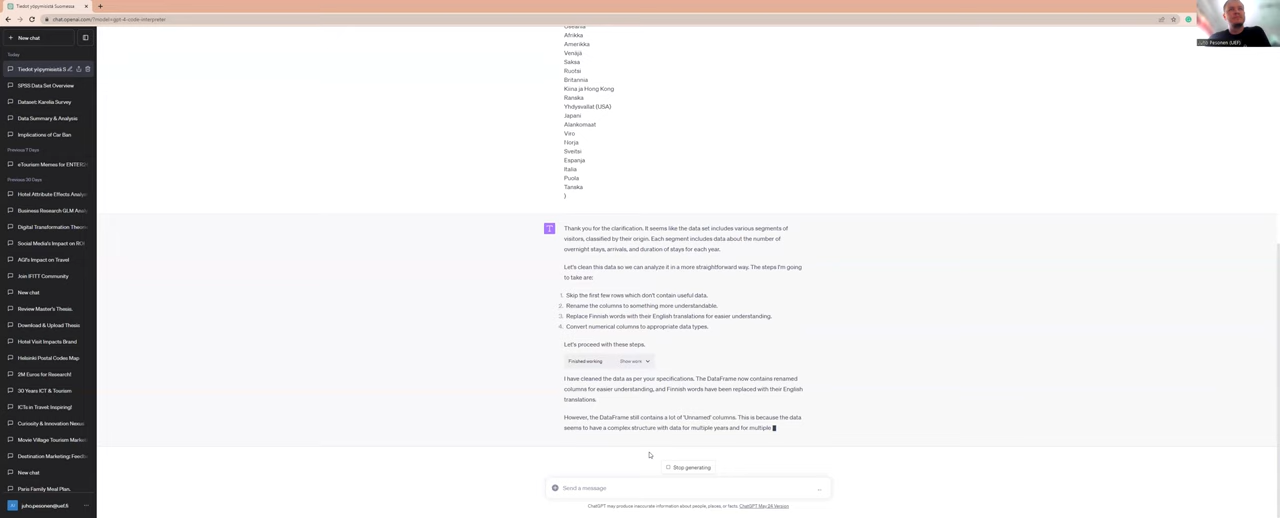 Tiedot yöpymisistä Suomessa
chat.openai.com/?model=gpt-4-code-interpreter
New chat
Today
Tiedot yöpymisistä S
SPSS Data Set Overview
Dataset: Karelia Survey
Data Summary & Analysis
Implications of Car Ban
Previous 7 Days
eTourism Memes for ENTER
Previous 30 Days
Hotel Attribute Effects Analys
Business Research GLM Anal
Digital Transformation Theori
Social Media's Impact on ROI
AGI's Impact on Travel
Join IFITT Community
New chat
Review Master's Thesis.
Download & Upload Thesis
Hotel Visit Impacts Brand
Helsinki Postal Codes Map
2M Euros for Research!
30 Years ICT & Tourism
ICTs in Travel: Inspiring!
Curiosity & Innovation Nexus
Movie Village Tourism Market
Destination Marketing: Feedb
New chat
Paris Family Meal Plan.
juho.pesonen@uef.fi
Oceania
Afrikka
Amerikka
Venäjä
Saksa
Ruotsi
Britannia
Kiina ja Hong Kong
Ranska
Yhdysvallat (USA)
Japani
Alankomaat
Viro
Norja
Sveitsi
Espanja
Italia
Puola
Tanska
)
T
Thank you for the clarification. It seems like the data set includes various segments of
visitors, classified by their origin. Each segment includes data about the number of
overnight stays, arrivals, and duration of stays for each year.
Let's clean this data so we can analyze it in a more straightforward way. The steps I'm going
to take are:
1. Skip the first few rows which don't contain useful data.
2. Rename the columns to something more understandable.
3. Replace Finnish words with their English translations for easier understanding.
4. Convert numerical columns to appropriate data types.
Let's proceed with these steps.
Finished working Show work
I have cleaned the data as per your specifications. The DataFrame now contains renamed
columns for easier understanding, and Finnish words have been replaced with their English
translations.
However, the DataFrame still contains a lot of 'Unnamed' columns. This is because the data
seems to have a complex structure with data for multiple years and for multiple
Stop generating
Send a message
ChatGPT may produce inaccurate information about people, places, or facts. ChatGPT May 24 Version
Pesonen (UEF)